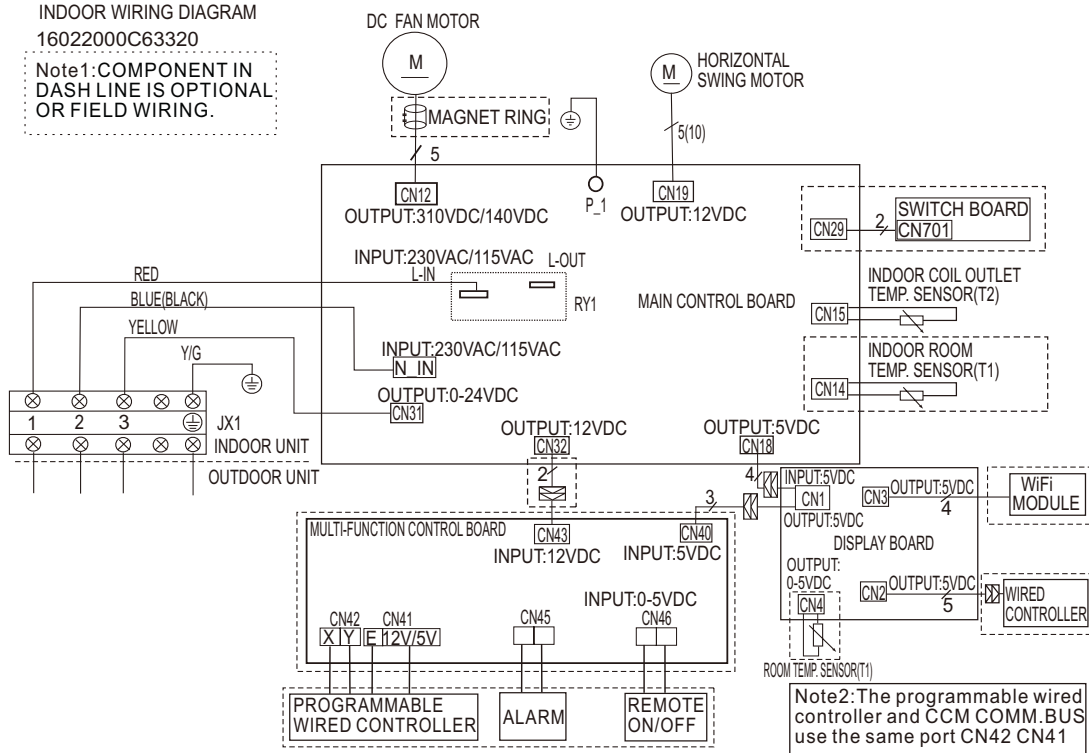 INDOOR WIRING DIAGRAM
16022000C63320
Note1:COMPONENT IN
DASH LINE IS OPTIONAL
OR FIELD WIRING.
DC FAN MOTOR
M
MAGNET RING
5
HORIZONTAL
SWING MOTOR
M
5(10)
CN12
OUTPUT:310VDC/140VDC
P_1
CN19
OUTPUT:12VDC
CN29
2
SWITCH BOARD
CN701
INPUT:230VAC/115VAC
L-IN
L-OUT
RY1
MAIN CONTROL BOARD
INDOOR COIL OUTLET
TEMP. SENSOR(T2)
CN15
INDOOR ROOM
TEMP. SENSOR(T1)
CN14
RED
BLUE(BLACK)
YELLOW
Y/G
INPUT:230VAC/115VAC
N_IN
OUTPUT:0-24VDC
CN31
1 2 3
JX1
INDOOR UNIT
OUTDOOR UNIT
OUTPUT:12VDC
CN32
2
OUTPUT:5VDC
CN18
4
3
MULTI-FUNCTION CONTROL BOARD
CN43
INPUT:12VDC
CN40
INPUT:5VDC
INPUT:5VDC
CN1
OUTPUT:5VDC
CN3
OUTPUT:5VDC
4
WiFi
MODULE
DISPLAY BOARD
OUTPUT:
0-5VDC
CN4
CN2
OUTPUT:5VDC
5
WIRED
CONTROLLER
ROOM TEMP. SENSOR(T1)
CN42
X Y
CN41
E 12V/5V
CN45
INPUT:0-5VDC
CN46
PROGRAMMABLE
WIRED CONTROLLER
ALARM
REMOTE
ON/OFF
Note2:The programmable wired
controller and CCM COMM.BUS
use the same port CN42 CN41